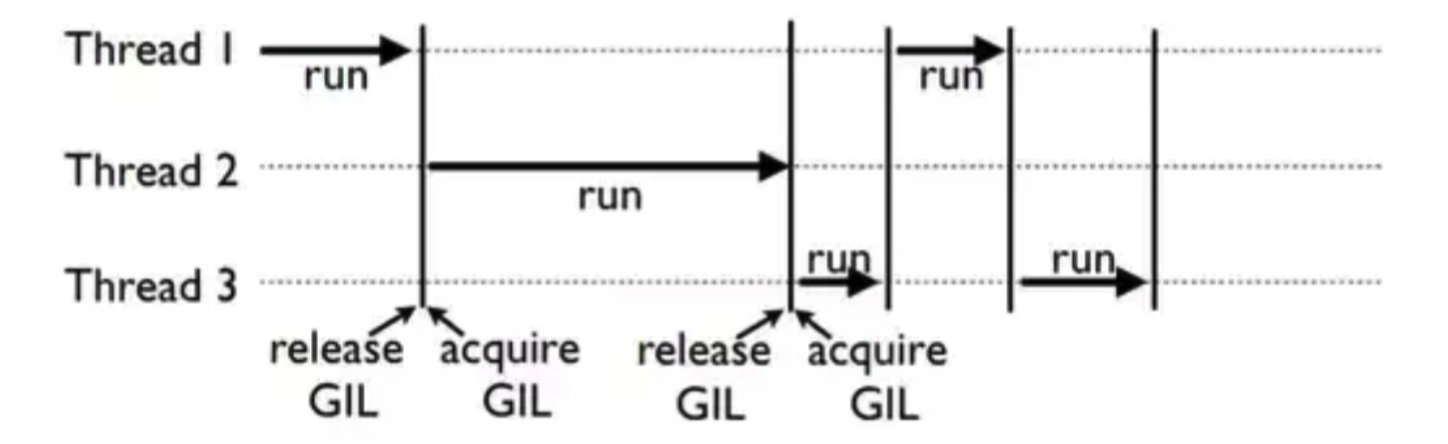 Thread 1
run
run
Thread 2
run
run
run
Thread 3
release acquire release acquire
GIL GIL GIL GIL